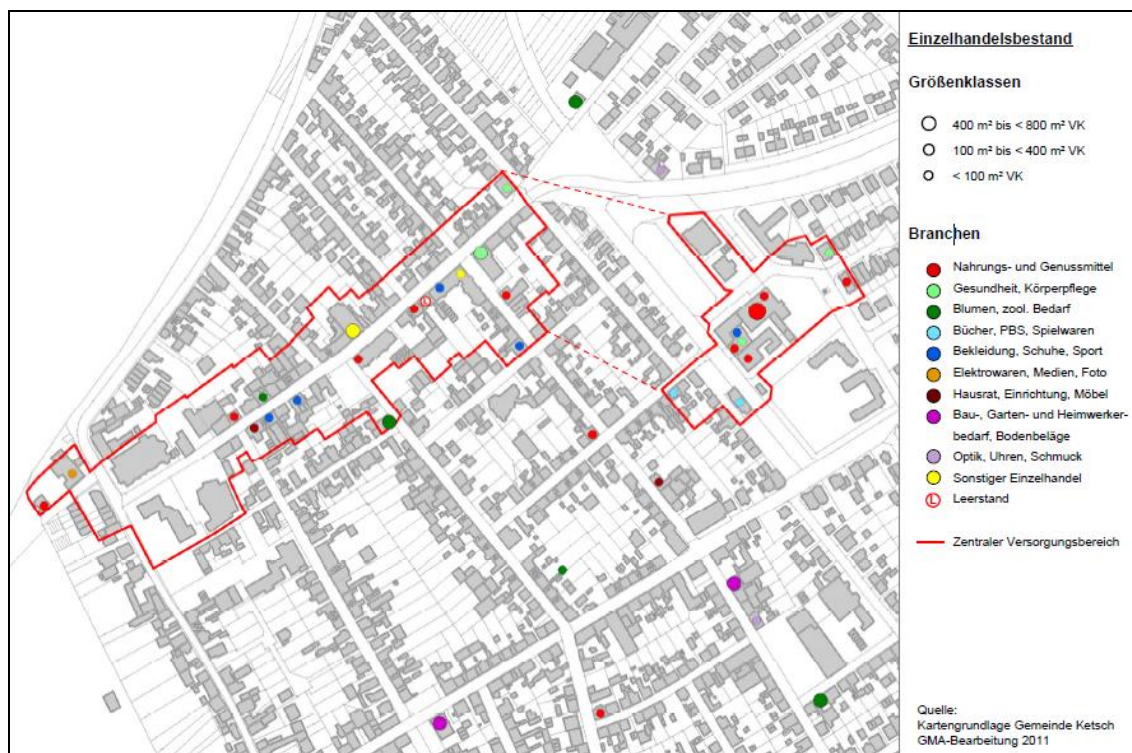 Einzelhandelsbestand
Größenklassen
400 m² bis < 800 m² VK
100 m² bis < 400 m² VK
< 100 m² VK
Branchen
Nahrungs- und Genussmittel
Gesundheit, Körperpflege
Blumen, zool. Bedarf
Bücher, PBS, Spielwaren
Bekleidung, Schuhe, Sport
Elektrowaren, Medien, Foto
Hausrat, Einrichtung, Möbel
Bau-, Garten- und Heimwerker-
bedarf, Bodenbeläge
Optik, Uhren, Schmuck
Sonstiger Einzelhandel
L Leerstand
Zentraler Versorgungsbereich
Quelle:
Kartengrundlage Gemeinde Ketsch
GMA-Bearbeitung 2011
L